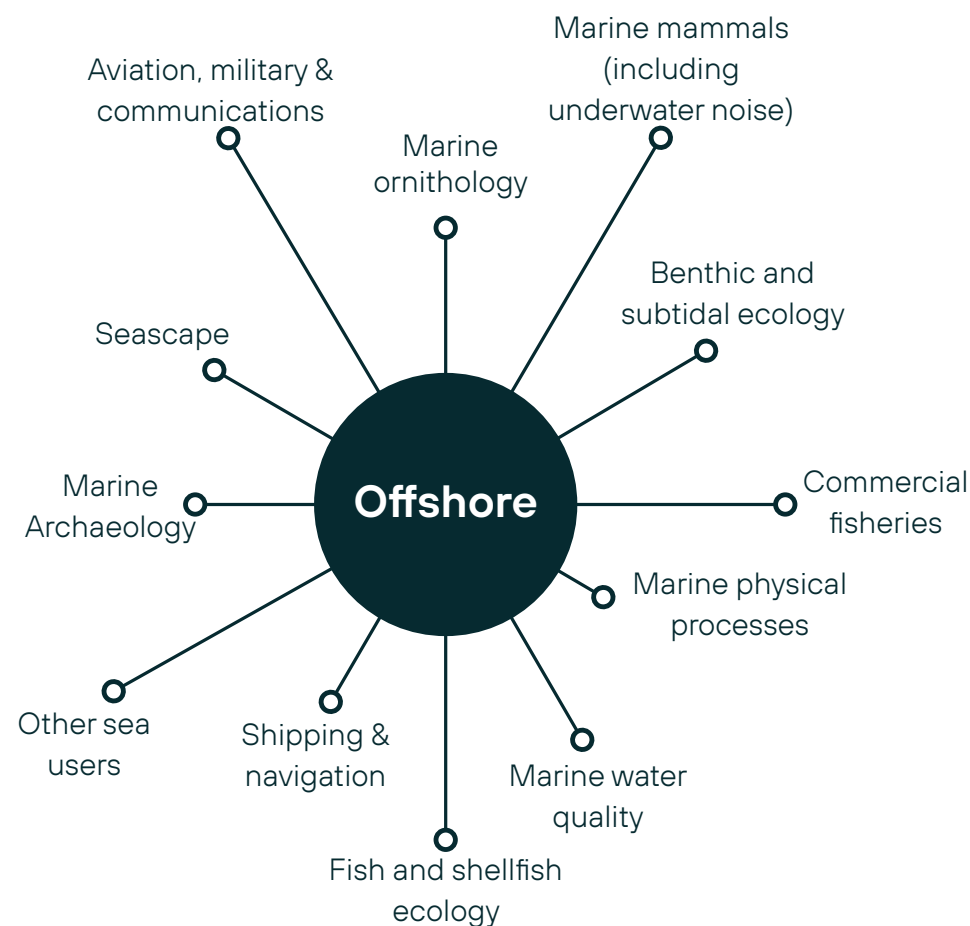 Marine mammals
(including
underwater noise)
Aviation, military &
communications
Marine
ornithology
Benthic and
subtidal ecology
Seascape
Commercial
fisheries
Marine
Archaeology
Offshore
Marine physical
processes
Other sea
users
Shipping &
navigation
Marine water
quality
Fish and shellfish
ecology